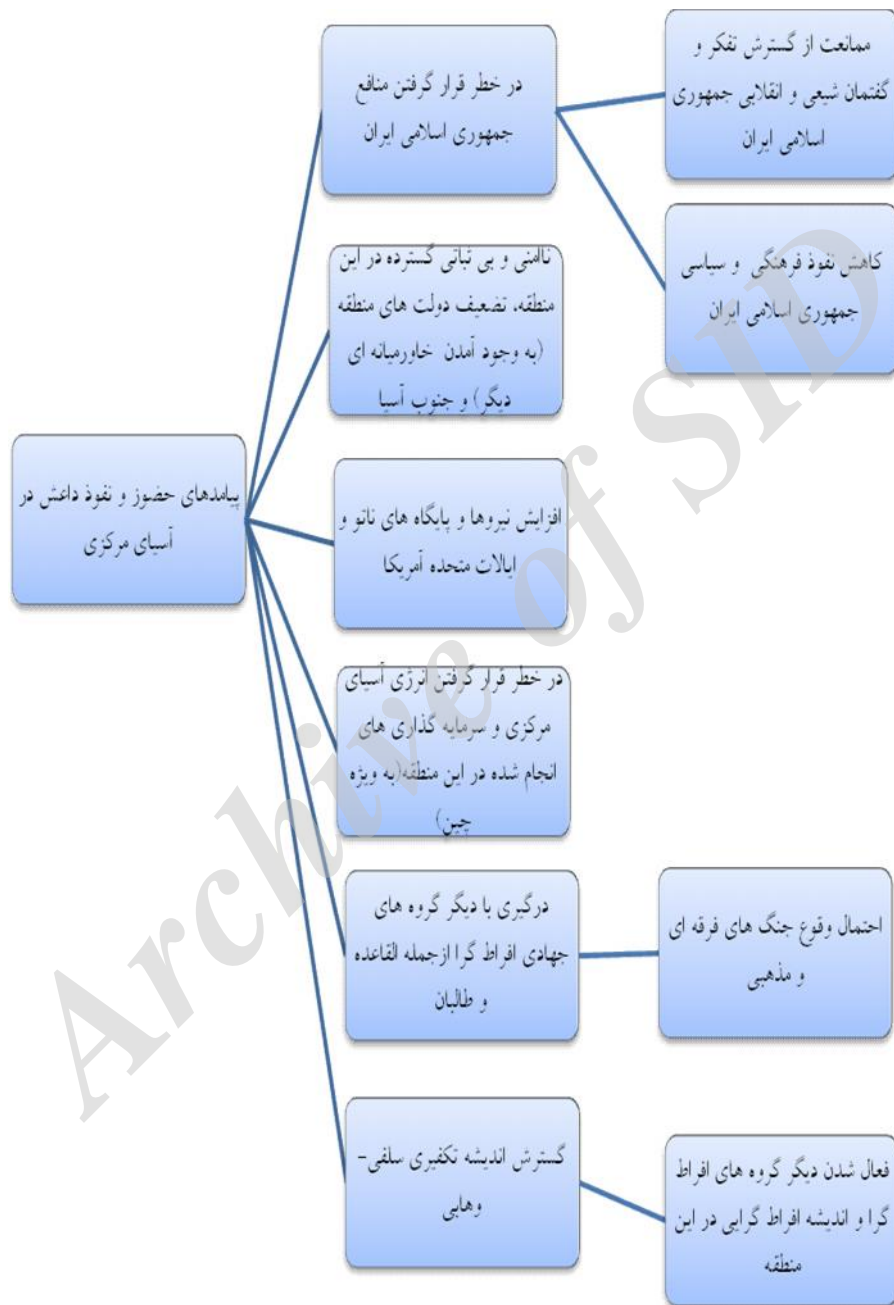 در خطر قرار گرفتن منافع
جمهوری اسلامی ایران
ممانعت از گسترش تفکر و
گفتمان شیعی و انقلابی جمهوری
اسلامی ایران
کاهش نفوذ فرهنگی و سیاسی
جمهوری اسلامی ایران
ناامنی و بی ثباتی گسترده در این
منطقه، تضعیف دولت های منطقه
(به وجود آمدن خاورمیانه ای
دیگر) و جنوب آسیا
پیامدهای حضوز و نفوذ داعش در
آسیای مرکزی
افزایش نیروها و پایگاه های ناتو و
ایالات متحده آمریکا
در خطر قرار گرفتن انرژی آسیای
مرکزی و سرمایه گذاری های
انجام شده در این منطقه(به ویژه
چین)
درگیری با دیگر گروه های
جهادی افراط گرا ازجمله القاعده
و طالبان
احتمال وقوع جنگ های فرقه ای
و مذهبی
گسترش اندیشه تکفیری سلفی-
وهابی
فعال شدن دیگر گروه های افراط
گرا و اندیشه افراط گرایی در این
منطقه
Archive of SID